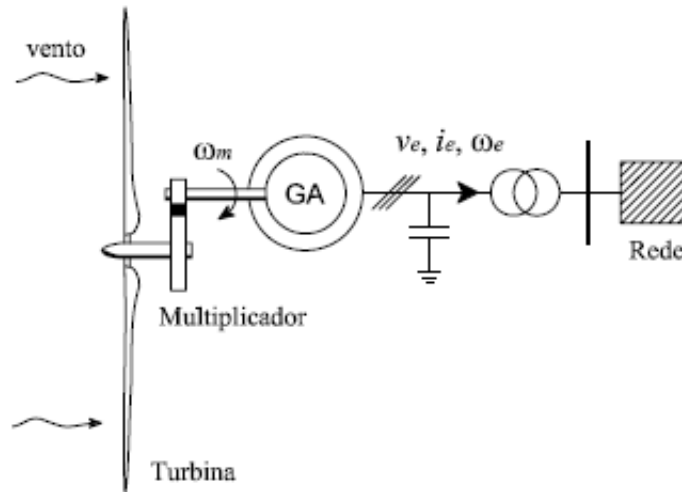 vento
ωm
GA
ve, ie, ωe
Rede
Multiplicador
Turbina